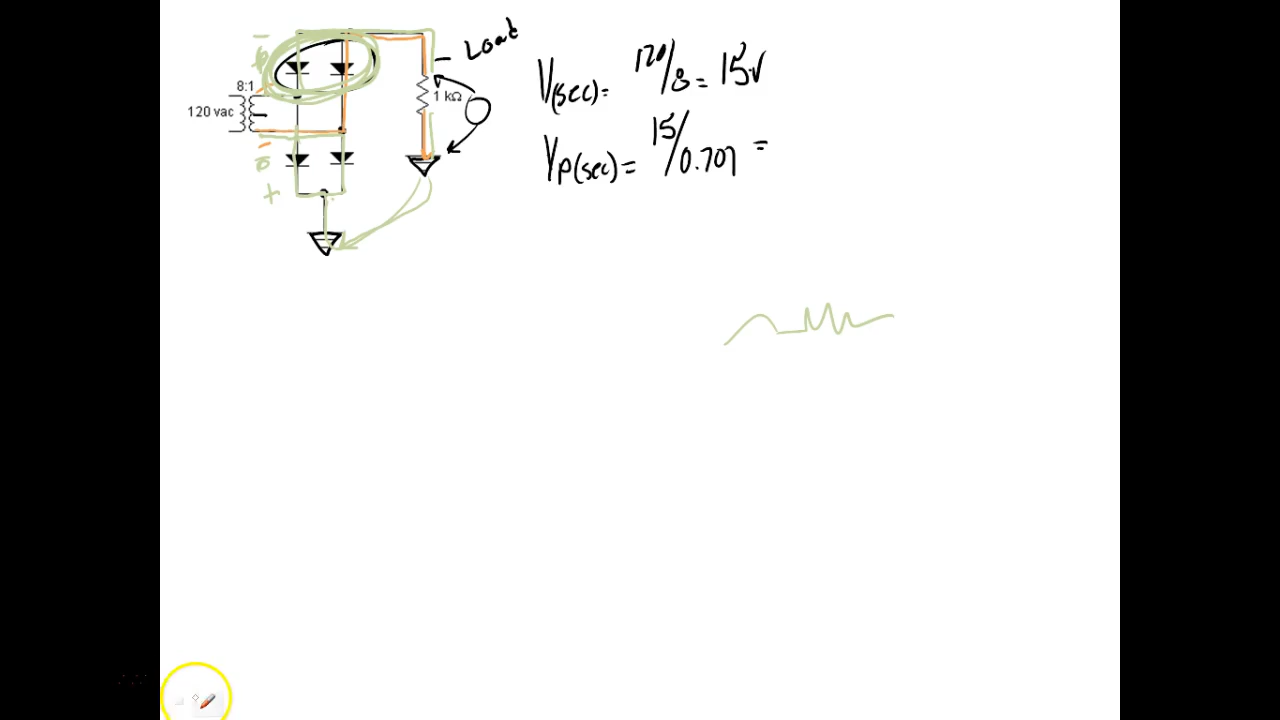 Load
8:1
120 vac
1 kΩ
V(sec)= 120/8 = 15V
Vp(sec)= 15/0.707 =
+